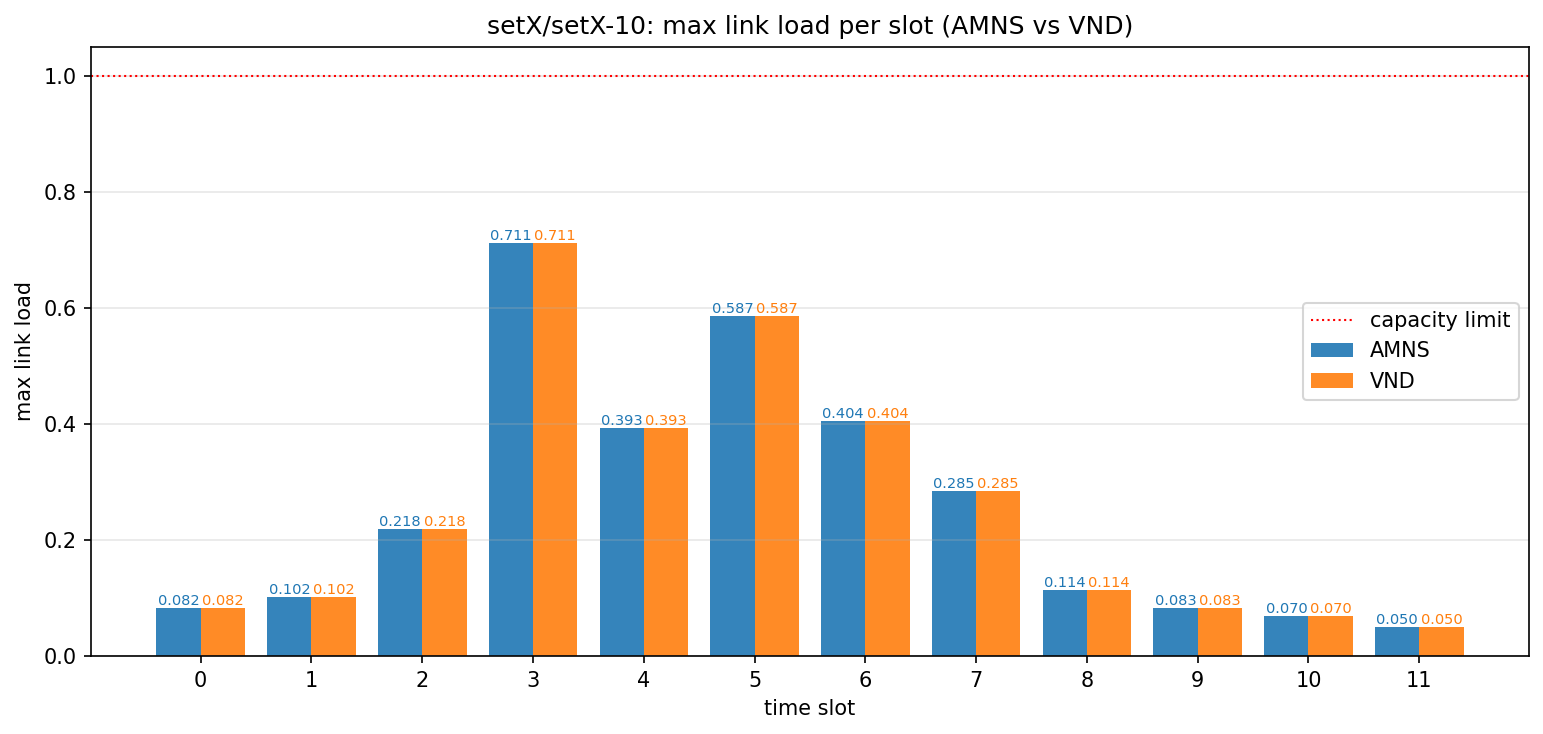 setX/setX-10: max link load per slot (AMNS vs VND)
max link load
1.0
0.8
0.6
0.4
0.2
0.0
0.082 0.082
0.102 0.102
0.218 0.218
0.711 0.711
0.393 0.393
0.587 0.587
0.404 0.404
0.285 0.285
0.114 0.114
0.083 0.083
0.070 0.070
0.050 0.050
capacity limit
AMNS
VND
0 1 2 3 4 5 6 7 8 9 10 11
time slot